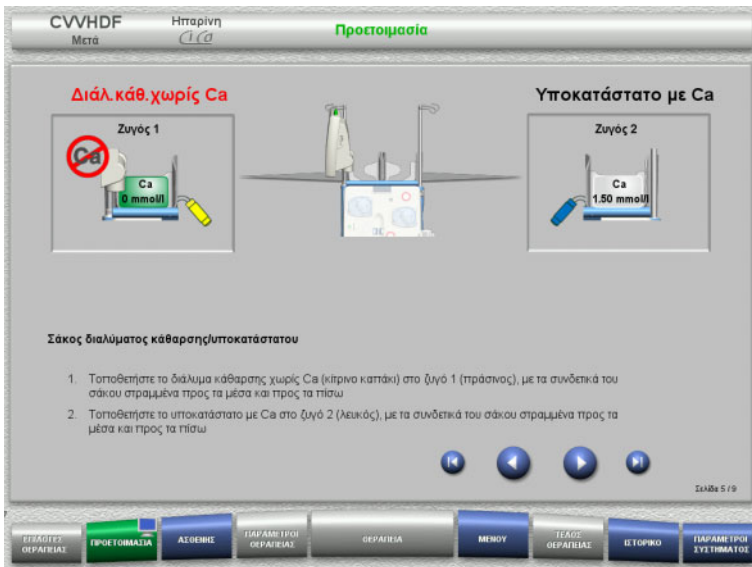 CVVHDF
Μετά
Ηπαρίνη
CiCa
Προετοιμασία
Διάλ.κάθ.χωρίς Ca
Υποκατάστατο με Ca
Ζυγός 1
Ca
Ca
0 mmol/l
Ζυγός 2
Ca
1.50 mmol/l
Σάκος διαλύματος κάθαρσης/υποκατάστατου
1. Τοποθετήστε το διάλυμα κάθαρσης χωρίς Ca (κίτρινο καπάκι) στο ζυγό 1 (πράσινος), με τα συνδετικά του
σάκου στραμμένα προς τα μέσα και προς τα πίσω
2. Τοποθετήστε το υποκατάστατο με Ca στο ζυγό 2 (λευκός), με τα συνδετικά του σάκου στραμμένα προς τα
μέσα και προς τα πίσω
Σελίδα 5 / 9
ΕΠΙΛΟΓΕΣ
ΘΕΡΑΠΕΙΑΣ
ΠΡΟΕΤΟΙΜΑΣΙΑ
ΑΣΘΕΝΗΣ
ΠΑΡΑΜΕΤΡΟΙ
ΘΕΡΑΠΕΙΑΣ
ΘΕΡΑΠΕΙΑ
ΜΕΝΟΥ
ΤΕΛΟΣ
ΘΕΡΑΠΕΙΑΣ
ΙΣΤΟΡΙΚΟ
ΠΑΡΑΜΕΤΡΟΙ
ΣΥΣΤΗΜΑΤΟΣ